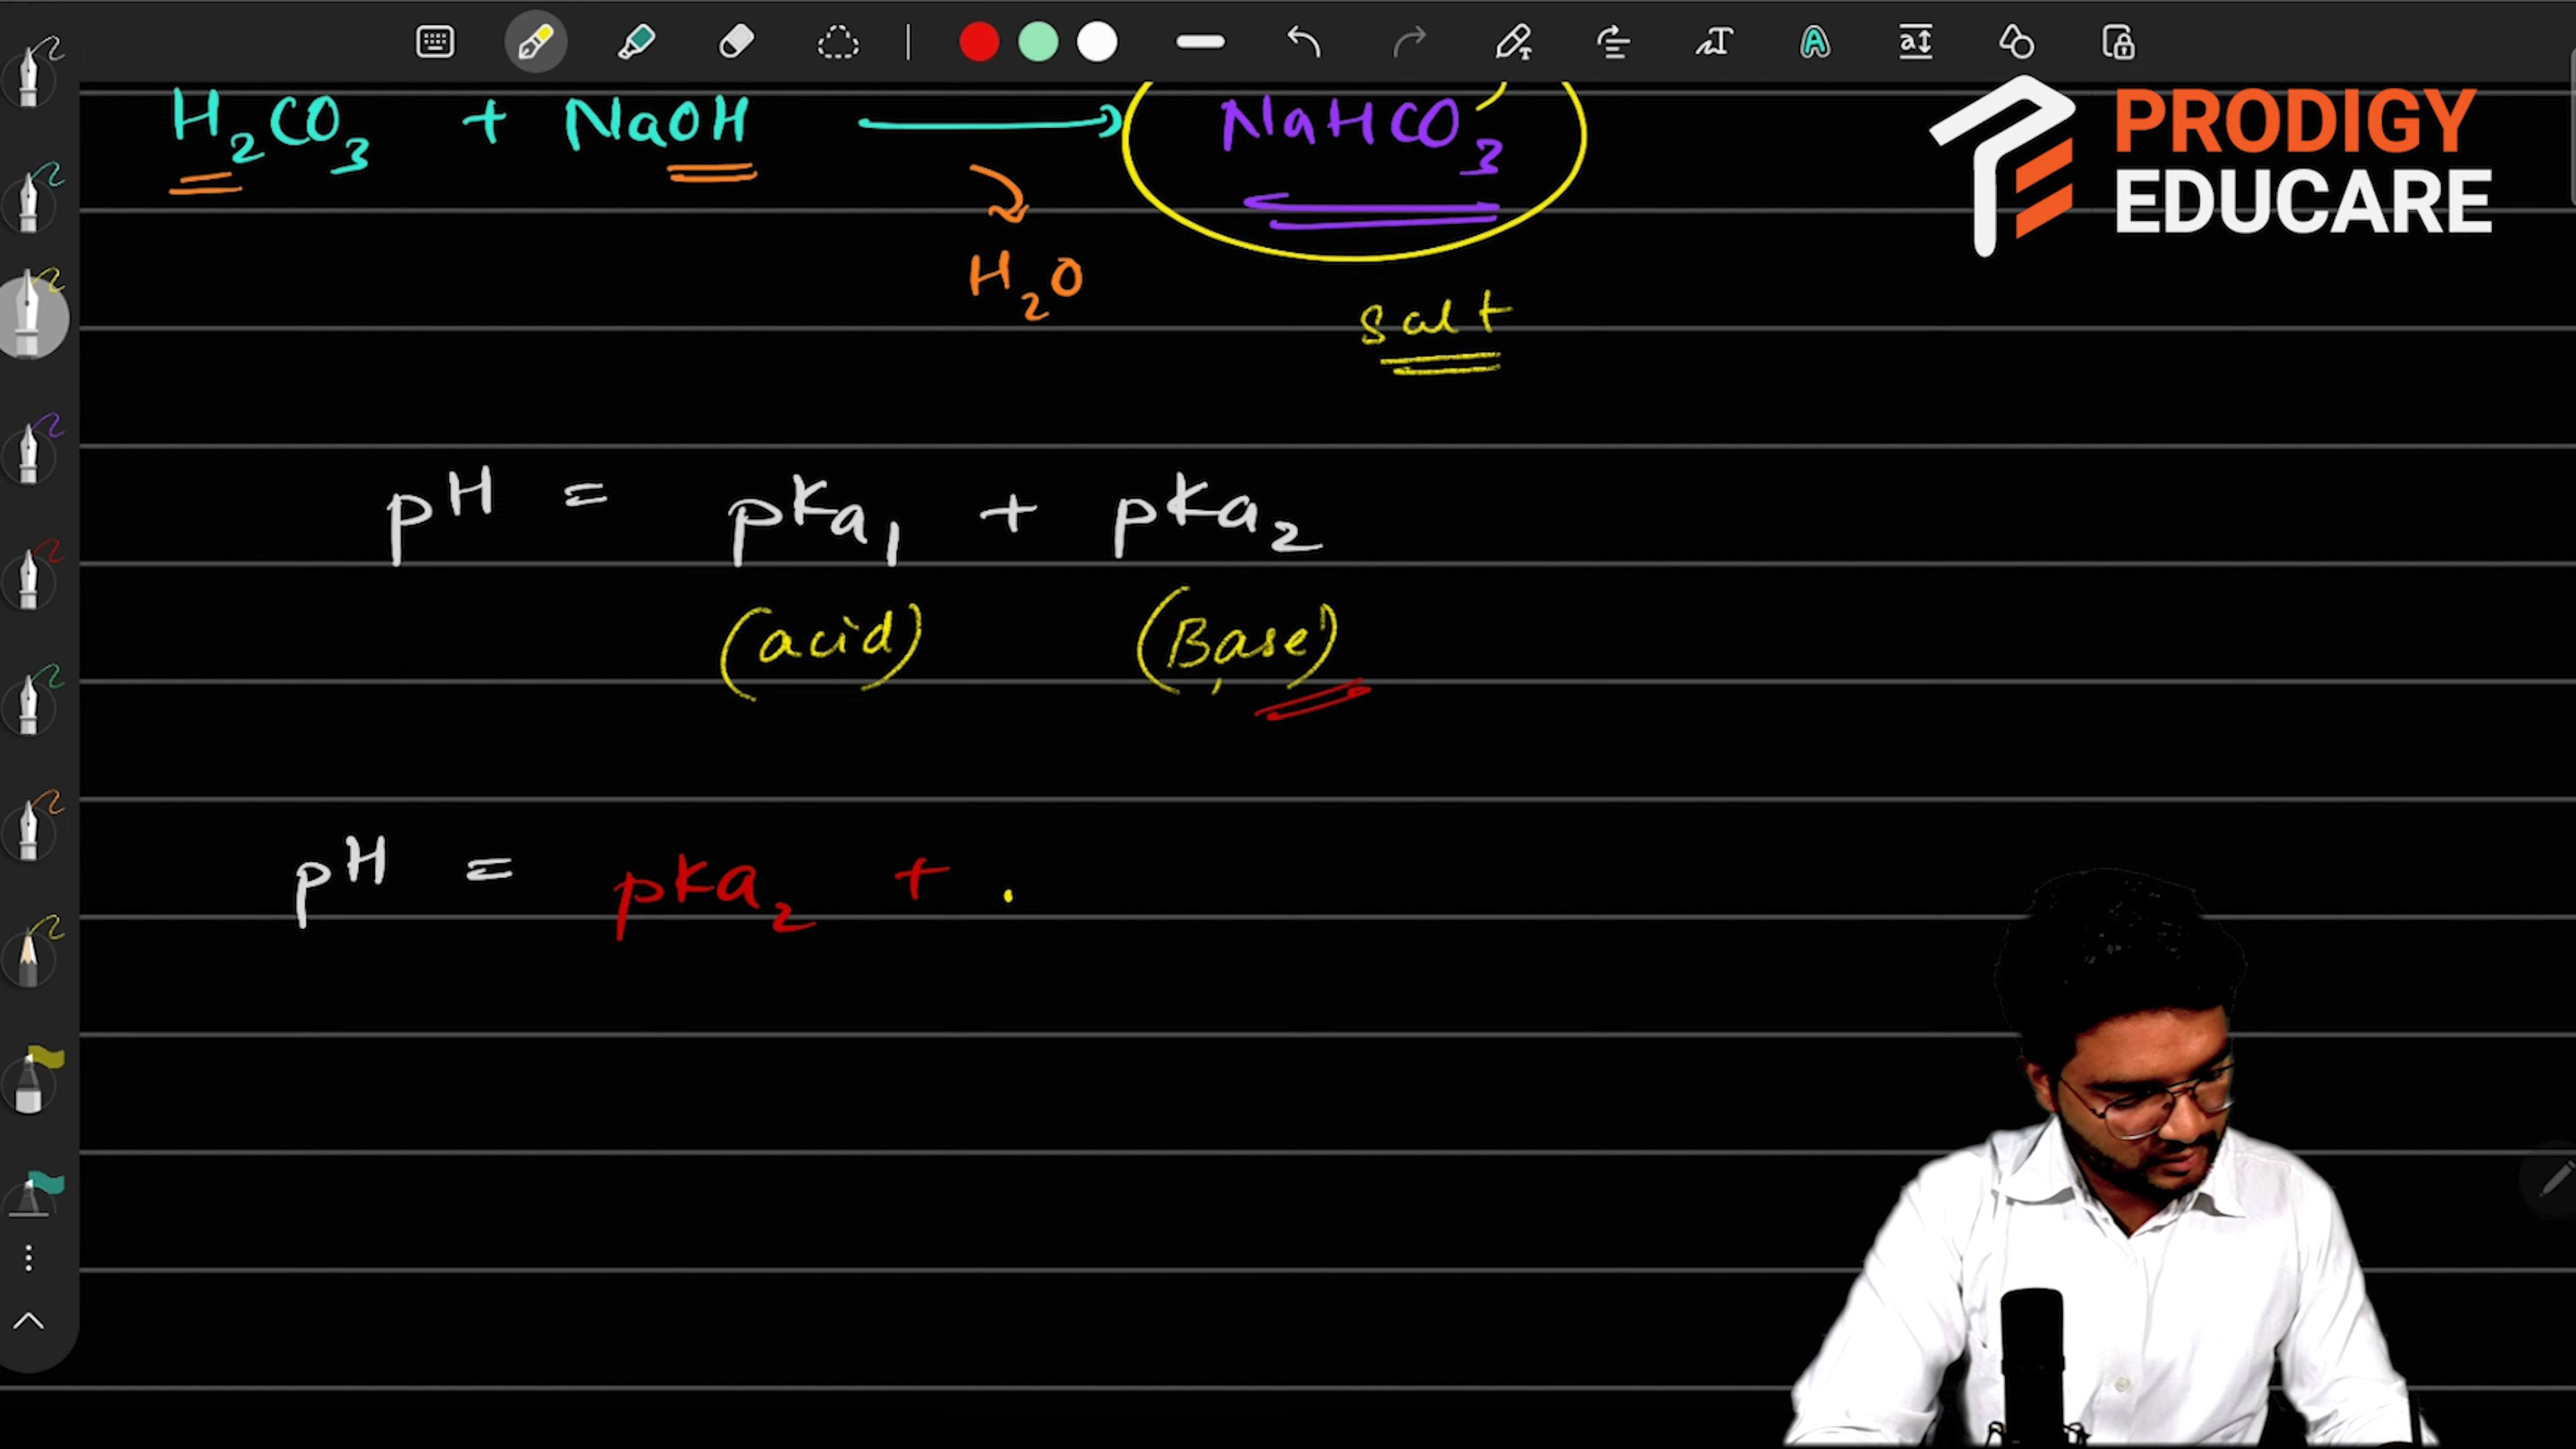 H₂CO₃ + NaOH ⟶ NaHCO₃
PRODIGY
EDUCARE
H₂O
salt
pH = pka₁ + pka₂
(acid) (Base)
pH = pka₂ + .